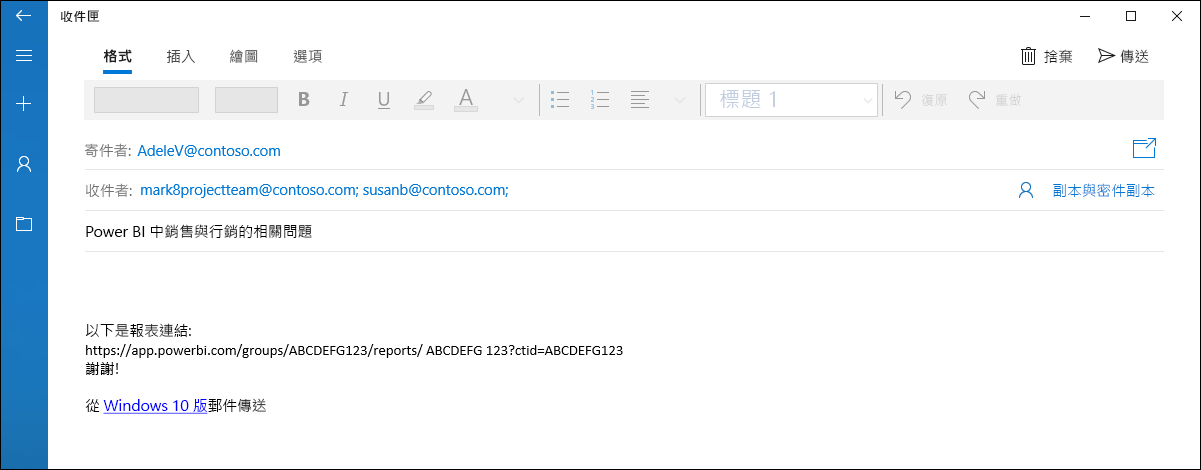 收件匣
格式 插入 繪圖 選項 捨棄 傳送
B I U A 標題 1 復原 重做
寄件者: AdeleV@contoso.com
收件者: mark8projectteam@contoso.com; susanb@contoso.com; 副本與密件副本
Power BI 中銷售與行銷的相關問題
以下是報表連結:
https://app.powerbi.com/groups/ABCDEFG123/reports/ ABCDEFG 123?ctid=ABCDEFG123
謝謝!
從 Windows 10 版郵件傳送